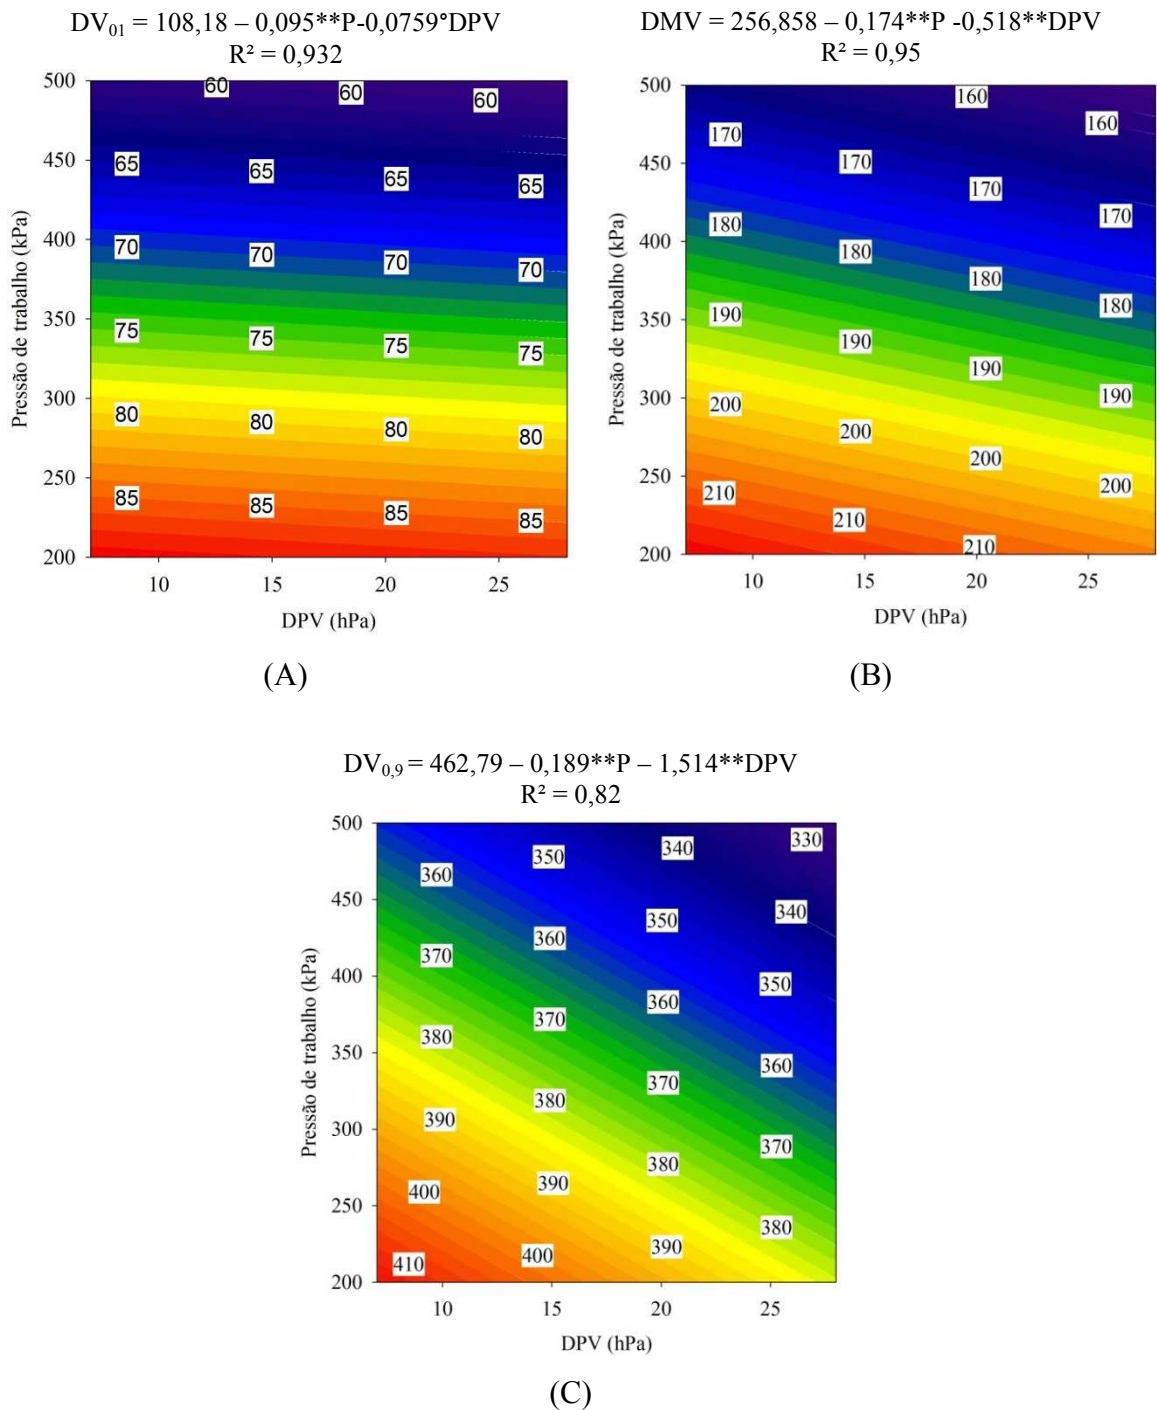 DV₀₁ = 108,18 – 0,095**P-0,0759°DPV
R² = 0,932
500
450
400
350
300
250
200
Pressão de trabalho (kPa)
60 60 60
65 65 65 65
70 70 70 70
75 75 75 75
80 80 80 80
85 85 85 85
10 15 20 25
DPV (hPa)
(A)
DMV = 256,858 – 0,174**P -0,518**DPV
R² = 0,95
500
450
400
350
300
250
200
Pressão de trabalho (kPa)
160 160
170 170 170 170
180 180 180 180
190 190 190 190
200 200 200 200
210 210 210
10 15 20 25
DPV (hPa)
(B)
DV₀,₉ = 462,79 – 0,189**P – 1,514**DPV
R² = 0,82
500
450
400
350
300
250
200
Pressão de trabalho (kPa)
330
340 340
350 350 350
360 360 360 360
370 370 370 370
380 380 380 380
390 390 390
400 400
410
10 15 20 25
DPV (hPa)
(C)